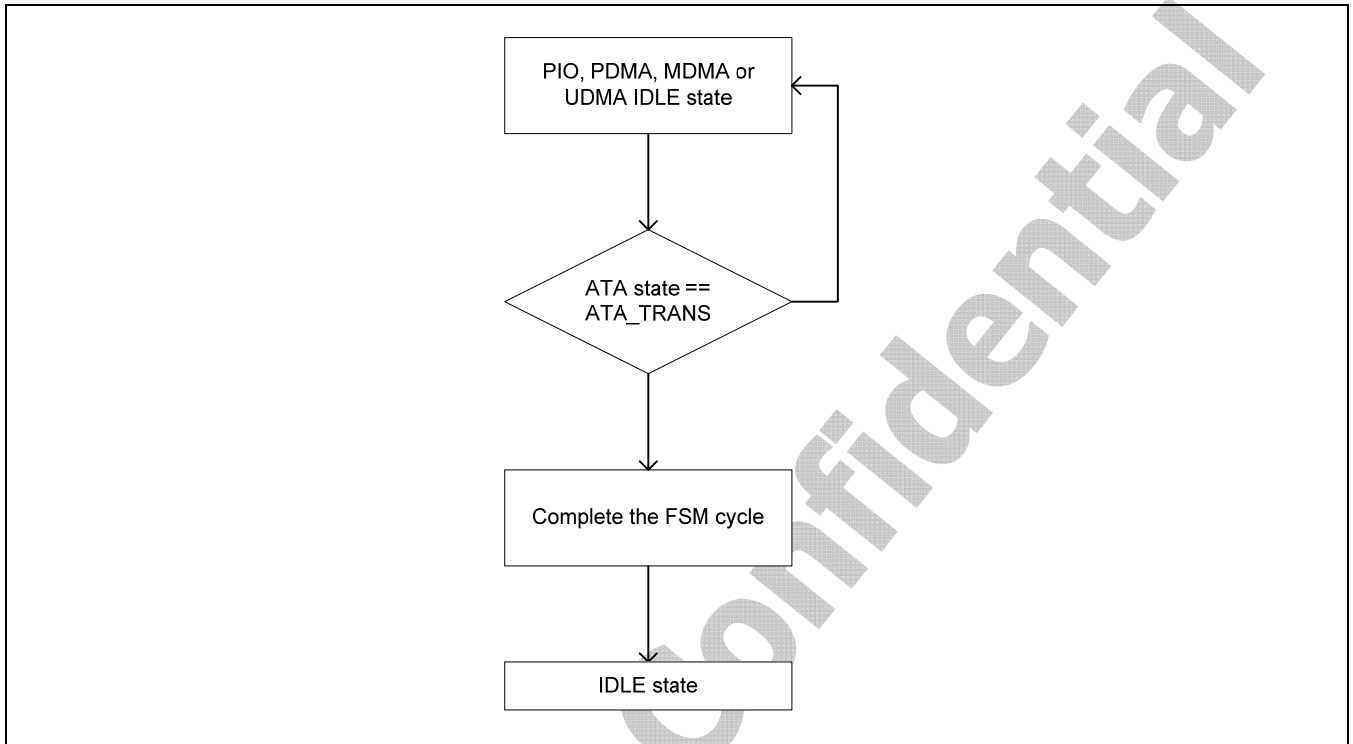 PIO, PDMA, MDMA or
UDMA IDLE state
ATA state ==
ATA_TRANS
Complete the FSM cycle
IDLE state
Confidential